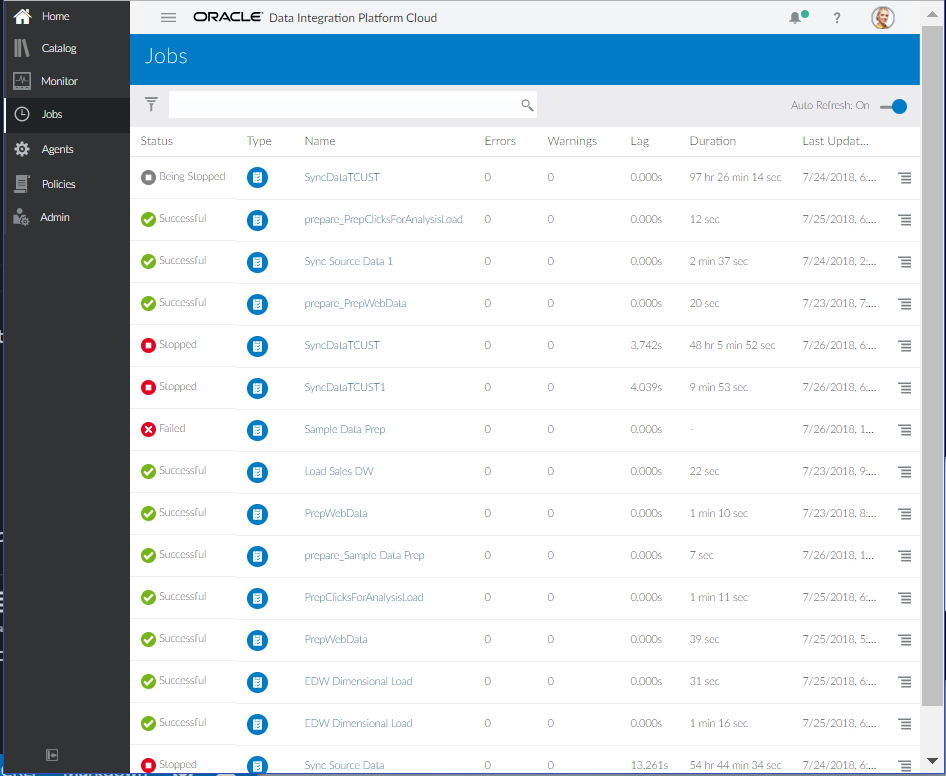 Home
Catalog
Monitor
Jobs
Agents
Policies
Admin
ORACLE Data Integration Platform Cloud ?
Jobs
Auto Refresh: On
Status Type Name Errors Warnings Lag Duration Last Updat...
Being Stopped SyncDataTCUST 0 0 0.000s 97 hr 26 min 14 sec 7/24/2018, 6:...
Successful prepare_PrepClicksForAnalysisLoad 0 0 0.000s 12 sec 7/25/2018, 6:...
Successful Sync Source Data 1 0 0 0.000s 2 min 37 sec 7/24/2018, 2:...
Successful prepare_PrepWebData 0 0 0.000s 20 sec 7/23/2018, 7:...
Stopped SyncDataTCUST 0 0 3.742s 48 hr 5 min 52 sec 7/26/2018, 6:...
Stopped SyncDataTCUST1 0 0 4.039s 9 min 53 sec 7/26/2018, 6:...
Failed Sample Data Prep 0 0 0.000s - 7/26/2018, 1...
Successful Load Sales DW 0 0 0.000s 22 sec 7/23/2018, 9:...
Successful PrepWebData 0 0 0.000s 1 min 10 sec 7/23/2018, 8:...
Successful prepare_Sample Data Prep 0 0 0.000s 7 sec 7/26/2018, 1...
Successful PrepClicksForAnalysisLoad 0 0 0.000s 1 min 11 sec 7/25/2018, 6:...
Successful PrepWebData 0 0 0.000s 39 sec 7/25/2018, 5:...
Successful EDW Dimensional Load 0 0 0.000s 31 sec 7/25/2018, 6:...
Successful EDW Dimensional Load 0 0 0.000s 1 min 16 sec 7/25/2018, 6:...
Stopped Sync Source Data 0 0 13.261s 54 hr 44 min 34 sec 7/24/2018, 6:...